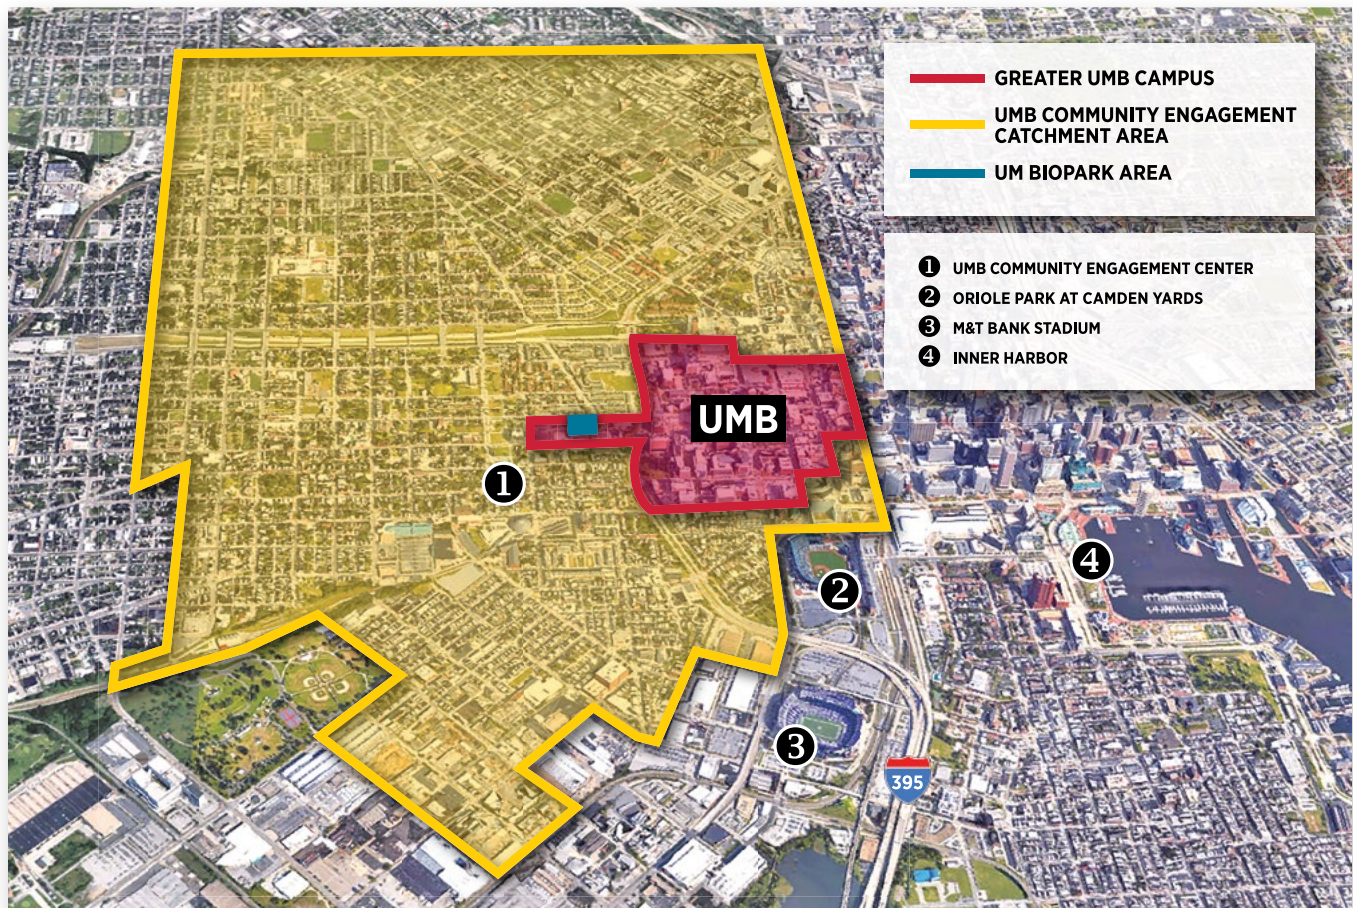 GREATER UMB CAMPUS
UMB COMMUNITY ENGAGEMENT
CATCHMENT AREA
UM BIOPARK AREA
1 UMB COMMUNITY ENGAGEMENT CENTER
2 ORIOLE PARK AT CAMDEN YARDS
3 M&T BANK STADIUM
4 INNER HARBOR
UMB
1
4
2
3
395